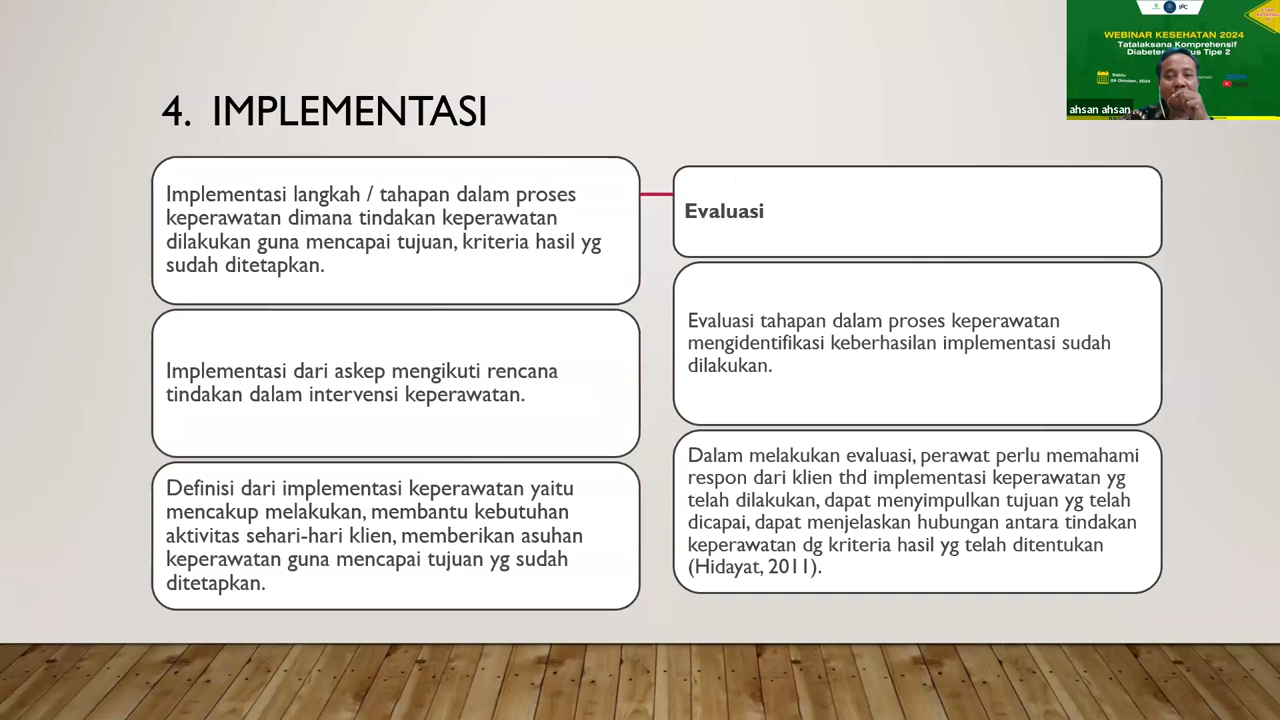 4. IMPLEMENTASI
Implementasi langkah / tahapan dalam proses
keperawatan dimana tindakan keperawatan
dilakukan guna mencapai tujuan, kriteria hasil yg
sudah ditetapkan.
Implementasi dari askep mengikuti rencana
tindakan dalam intervensi keperawatan.
Definisi dari implementasi keperawatan yaitu
mencakup melakukan, membantu kebutuhan
aktivitas sehari-hari klien, memberikan asuhan
keperawatan guna mencapai tujuan yg sudah
ditetapkan.
Evaluasi
Evaluasi tahapan dalam proses keperawatan
mengidentifikasi keberhasilan implementasi sudah
dilakukan.
Dalam melakukan evaluasi, perawat perlu memahami
respon dari klien thd implementasi keperawatan yg
telah dilakukan, dapat menyimpulkan tujuan yg telah
dicapai, dapat menjelaskan hubungan antara tindakan
keperawatan dg kriteria hasil yg telah ditentukan
(Hidayat, 2011).
IPC
WEBINAR KESEHATAN 2024
Tatalaksana Komprehensif
Tipe 2
Sabtu
ahsan ahsan